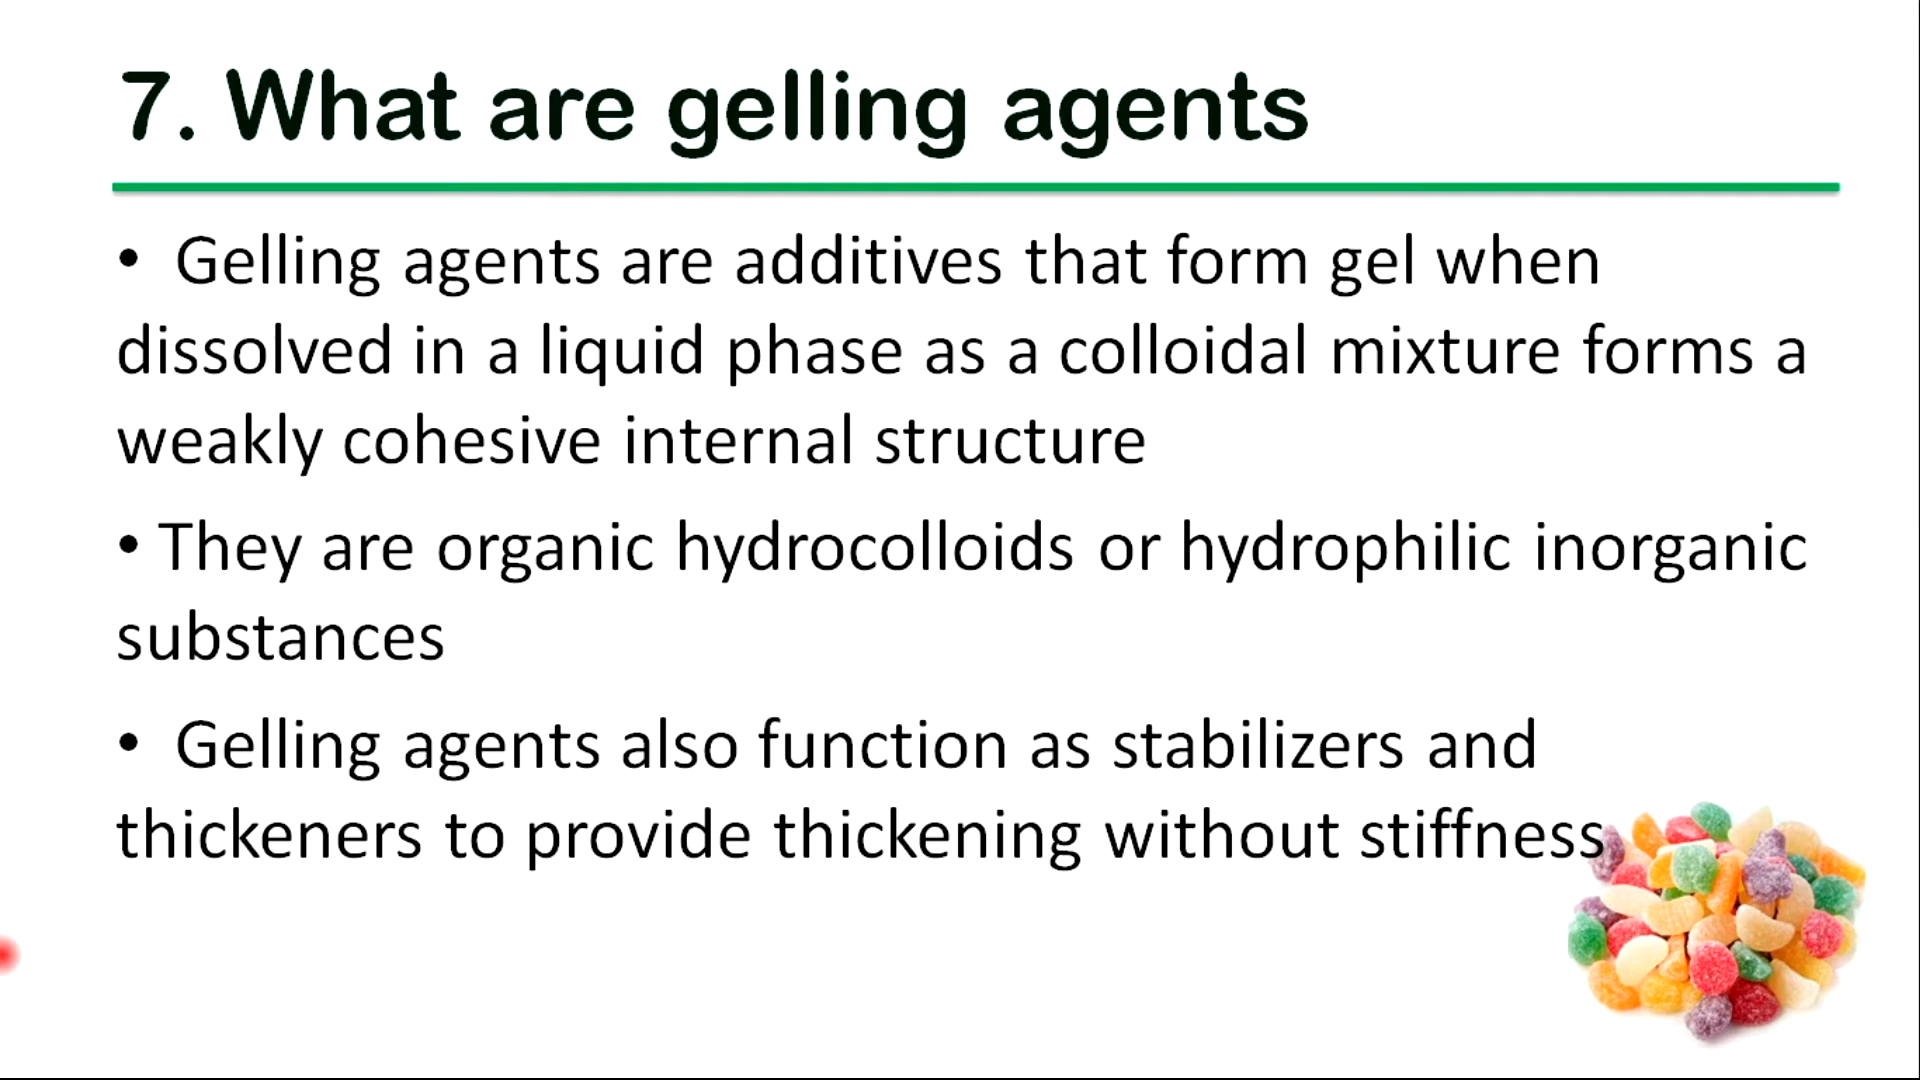 7. What are gelling agents
• Gelling agents are additives that form gel when
dissolved in a liquid phase as a colloidal mixture forms a
weakly cohesive internal structure
• They are organic hydrocolloids or hydrophilic inorganic
substances
• Gelling agents also function as stabilizers and
thickeners to provide thickening without stiffness